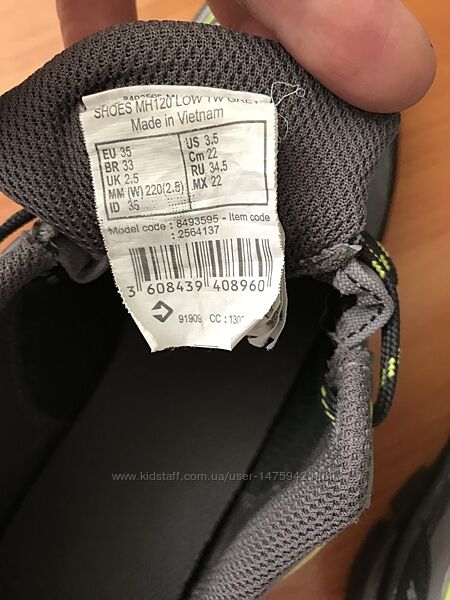 SHOES MH120 LOW TW GREY
Made in Vietnam
EU 35
BR 33
UK 2.5
MM (W) 220(2.5)
ID 35
US 3.5
Cm 22
RU 34.5
MX 22
Model code : 8493595 - Item code
: 2564137
3 608439 408960
91909 CC :
www.kidstaff.com.ua/user-1475942